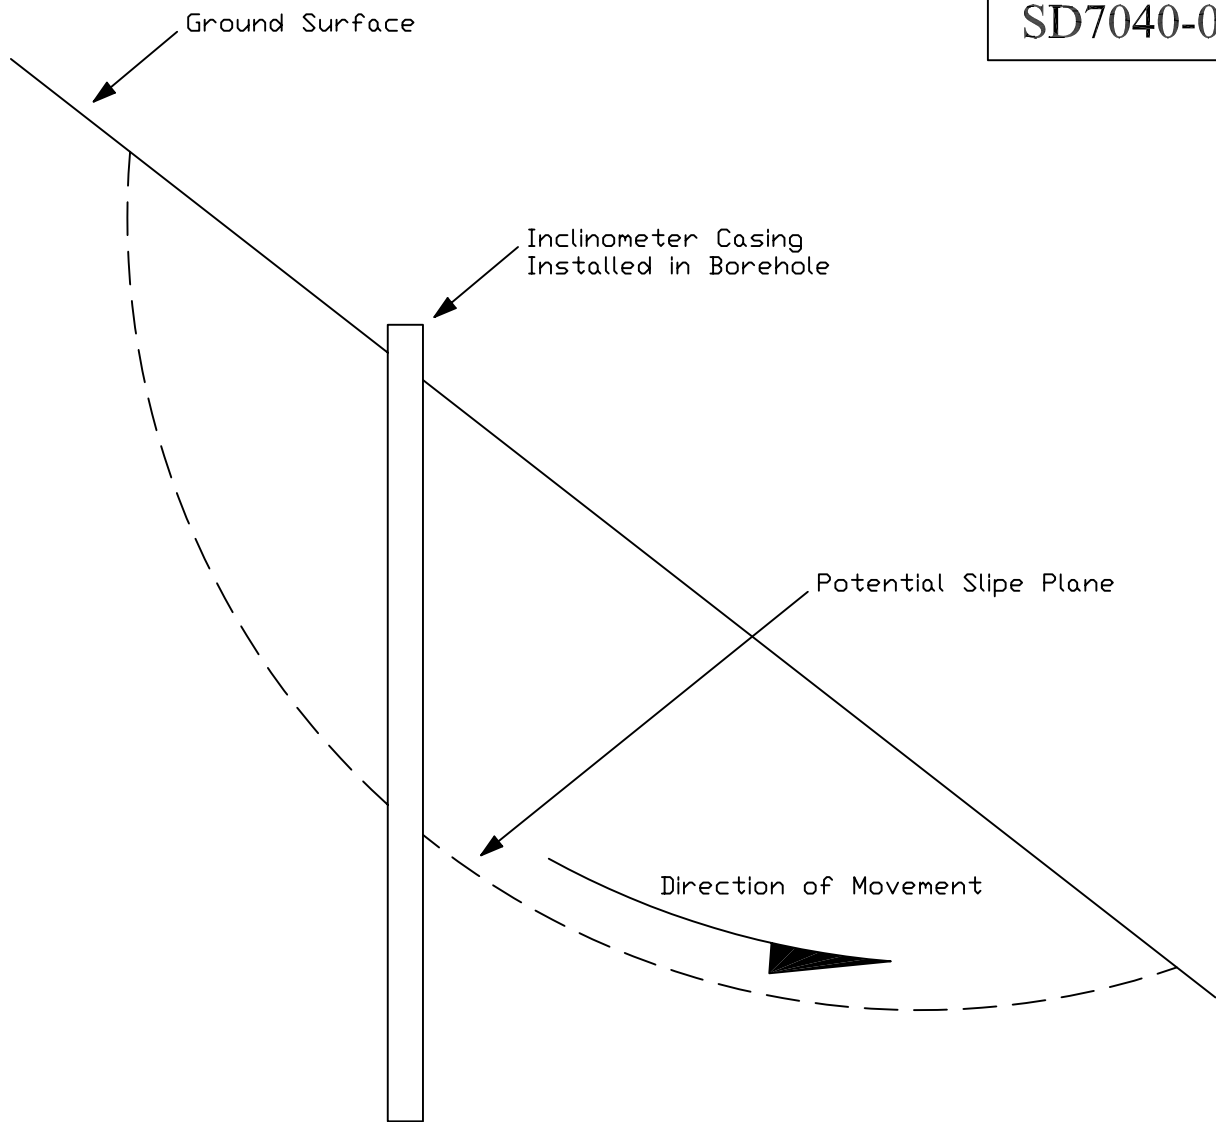 Ground Surface
SD7040-0
Inclinometer Casing
Installed in Borehole
Potential Slipe Plane
Direction of Movement